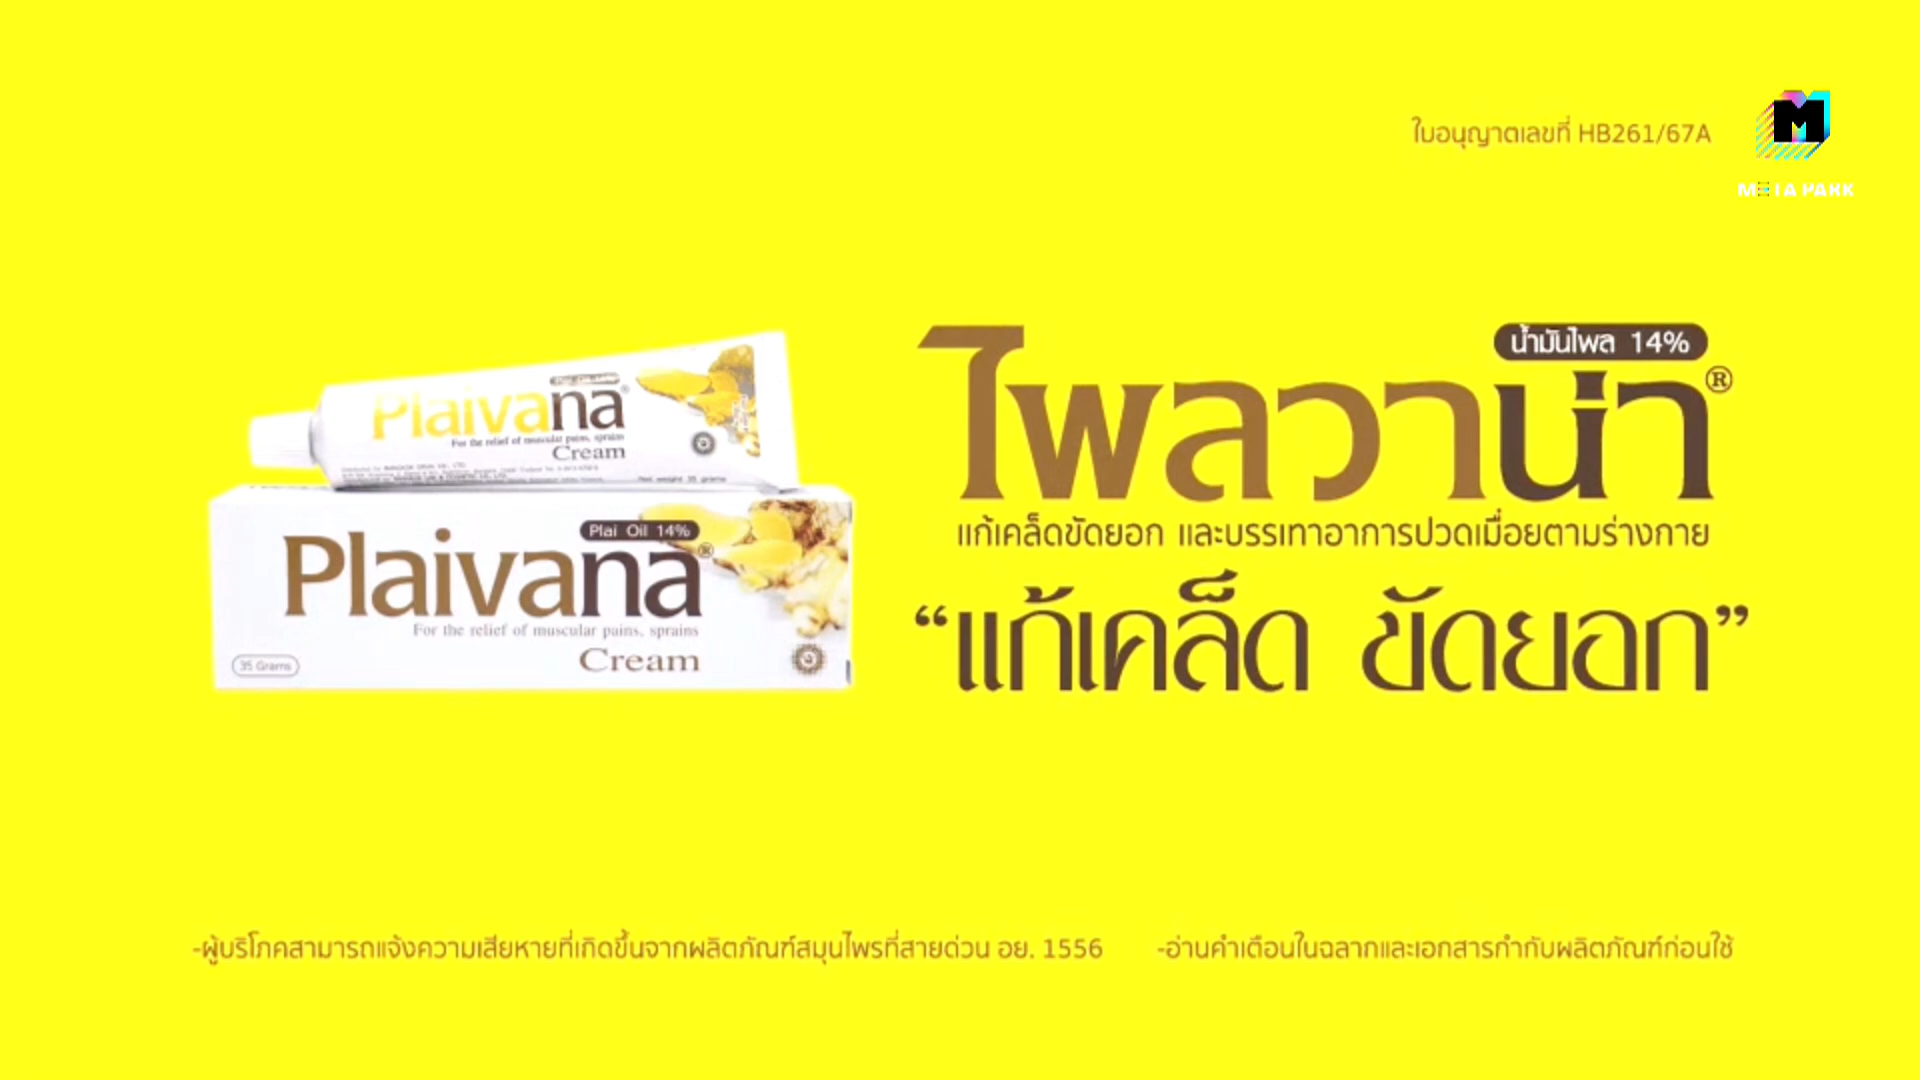 ใบอนุญาตเลขที่ HB261/67A
META PARK
น้ำมันไพล 14%
ไพลวาน่า®
แก้เคล็ดขัดยอก และบรรเทาอาการปวดเมื่อยตามร่างกาย
“แก้เคล็ด ขัดยอก”
Plaivana®
For the relief of muscular pains, sprains
Cream
Net weight 35 grams
Plai Oil 14%
Plaivana®
For the relief of muscular pains, sprains
Cream
35 Grams
-ผู้บริโภคสามารถแจ้งความเสียหายที่เกิดขึ้นจากผลิตภัณฑ์สมุนไพรที่สายด่วน อย. 1556 -อ่านคำเตือนในฉลากและเอกสารกำกับผลิตภัณฑ์ก่อนใช้